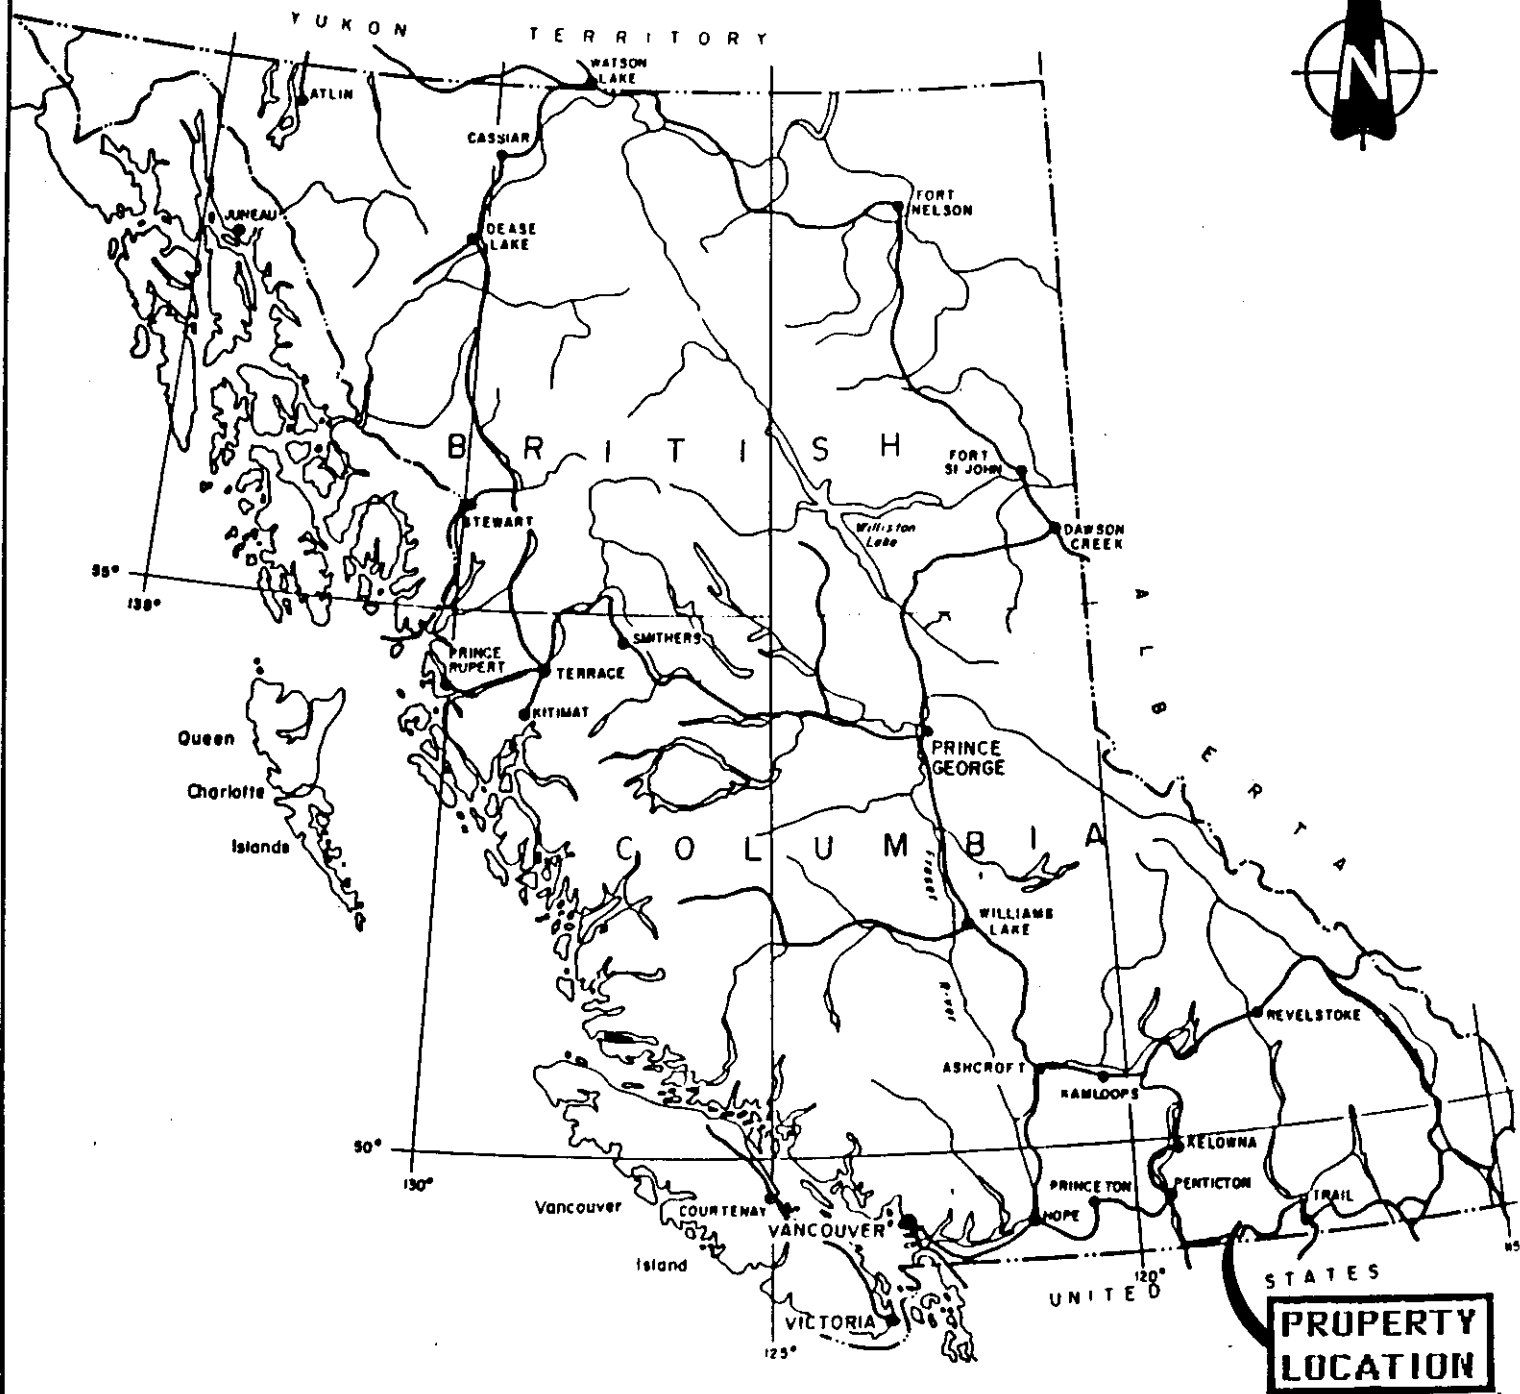 YUKON TERRITORY
N
WATSON
LAKE
ATLIN
CASSIAR
FORT
NELSON
JUNEAU
DEASE
LAKE
BRITISH
FORT
ST JOHN
STEWART
Williston
Lake
DAWSON
CREEK
55°
138°
ALBERTA
SMITHERS
PRINCE
RUPERT
TERRACE
KITIMAT
Queen
Charlotte
Islands
PRINCE
GEORGE
COLUMBIA
Fraser
River
WILLIAMS
LAKE
REVELSTOKE
ASHCROFT
KAMLOOPS
50°
130°
KELOWNA
PRINCETON
PENTICTON
TRAIL
HOPE
Vancouver
Island
COURTENAY
VANCOUVER
VICTORIA
125°
120°
115
UNITED STATES
PROPERTY
LOCATION